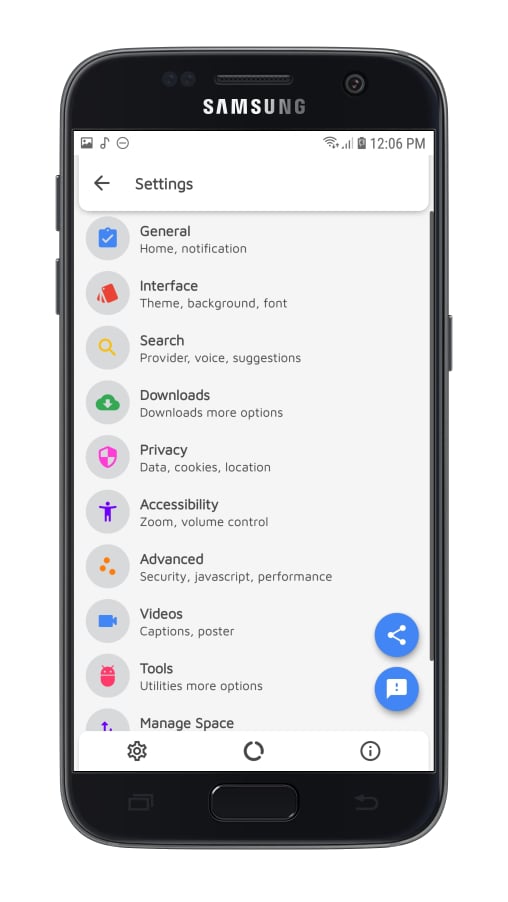 SAMSUNG
12:06 PM
Settings
General
Home, notification
Interface
Theme, background, font
Search
Provider, voice, suggestions
Downloads
Downloads more options
Privacy
Data, cookies, location
Accessibility
Zoom, volume control
Advanced
Security, javascript, performance
Videos
Captions, poster
Tools
Utilities more options
Manage Space